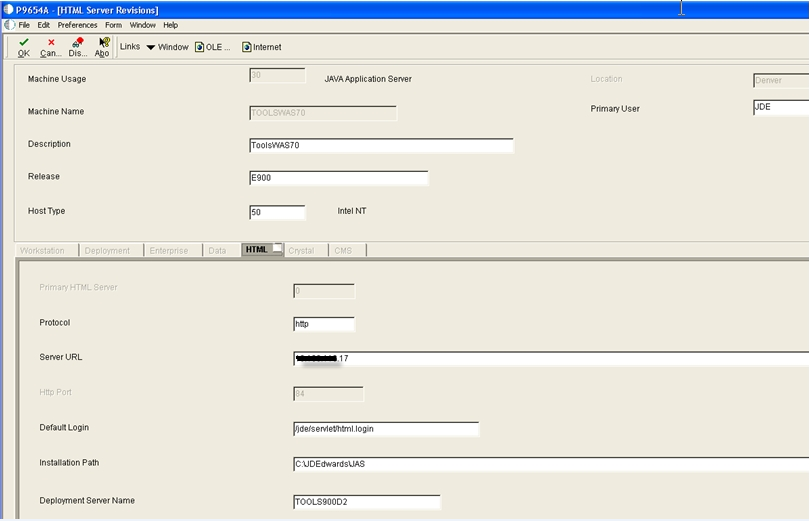 P9654A - [HTML Server Revisions]
File Edit Preferences Form Window Help
OK Can... Dis... Abo Links Window OLE ... Internet
Machine Usage 30 JAVA Application Server Location Denver
Machine Name TOOLSWAS70 Primary User JDE
Description ToolsWAS70
Release E900
Host Type 50 Intel NT
Workstation Deployment Enterprise Data HTML Crystal CMS
Primary HTML Server 0
Protocol http
Server URL .17
Http Port 84
Default Login /jde/servlet/html.login
Installation Path C:\JDEdwards\JAS
Deployment Server Name TOOLS900D2